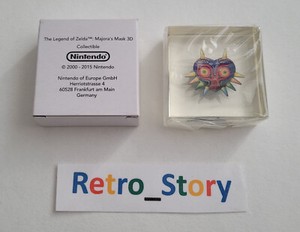 The Legend of Zelda™: Majora's Mask 3D
Collectible
Nintendo
© 2000 - 2015 Nintendo
Nintendo of Europe GmbH
Herriotstrasse 4
60528 Frankfurt am Main
Germany
Retro_Story